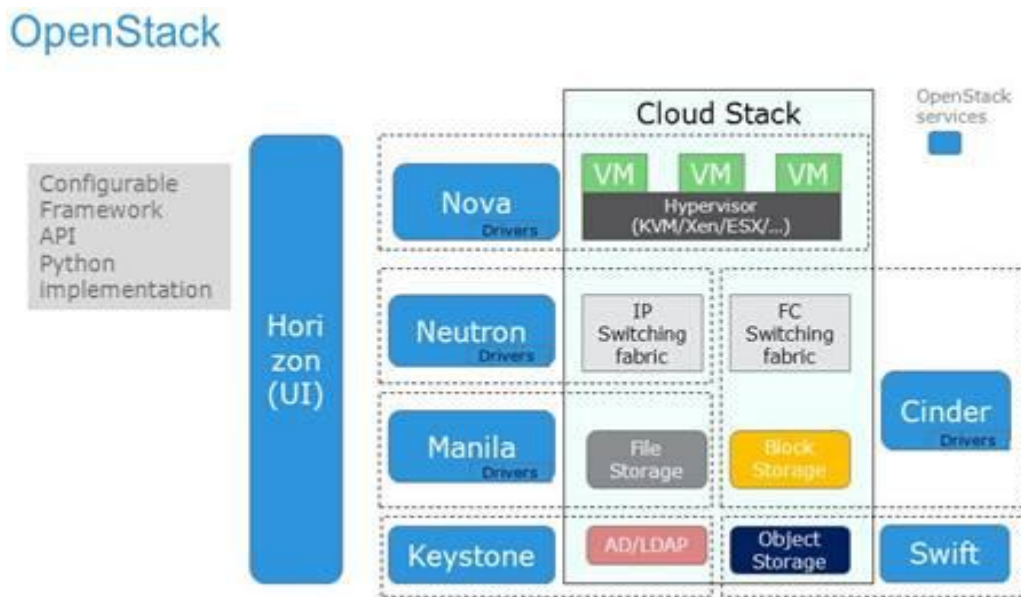 OpenStack
Cloud Stack
OpenStack
services
Configurable
Framework
API
Python
implementation
Hori
zon
(UI)
Nova
Drivers
VM
VM
VM
Hypervisor
(KVM/Xen/ESX/...)
Neutron
Drivers
IP
Switching
fabric
FC
Switching
fabric
Cinder
Drivers
Manila
Drivers
File
Storage
Block
Storage
Keystone
AD/LDAP
Object
Storage
Swift